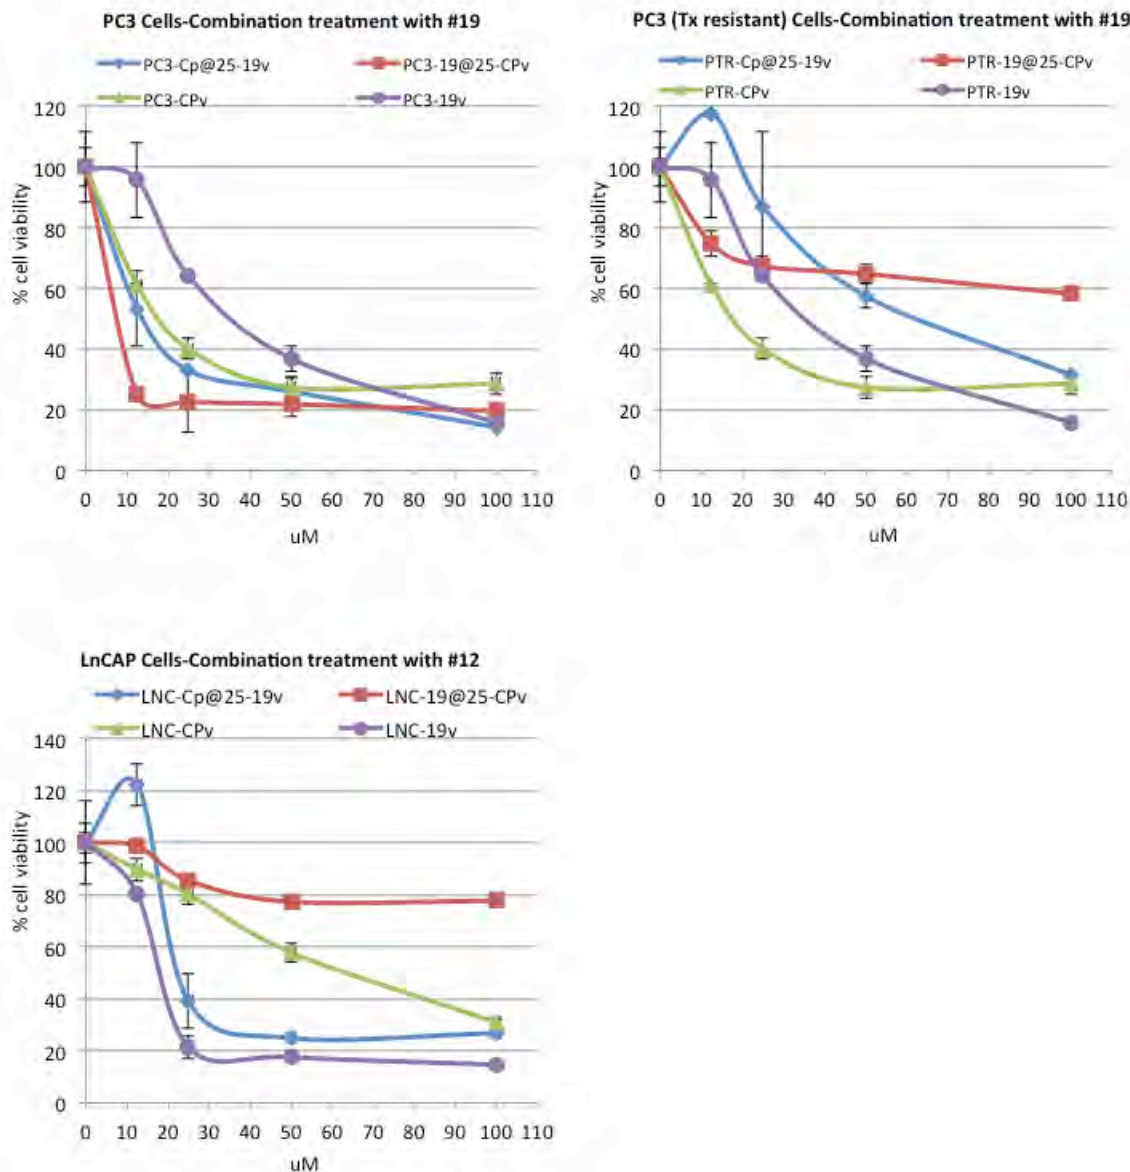 PC3 Cells-Combination treatment with #19
PC3-Cp@25-19v PC3-19@25-CPv
PC3-CPv PC3-19v
120
100
80
60
40
20
0
% cell viability
0 10 20 30 40 50 60 70 80 90 100 110
uM
PC3 (Tx resistant) Cells-Combination treatment with #19
PTR-Cp@25-19v PTR-19@25-CPv
PTR-CPv PTR-19v
120
100
80
60
40
20
0
% cell viability
0 10 20 30 40 50 60 70 80 90 100 110
uM
LnCAP Cells-Combination treatment with #12
LNC-Cp@25-19v LNC-19@25-CPv
LNC-CPv LNC-19v
140
120
100
80
60
40
20
0
% cell viability
0 10 20 30 40 50 60 70 80 90 100 110
uM